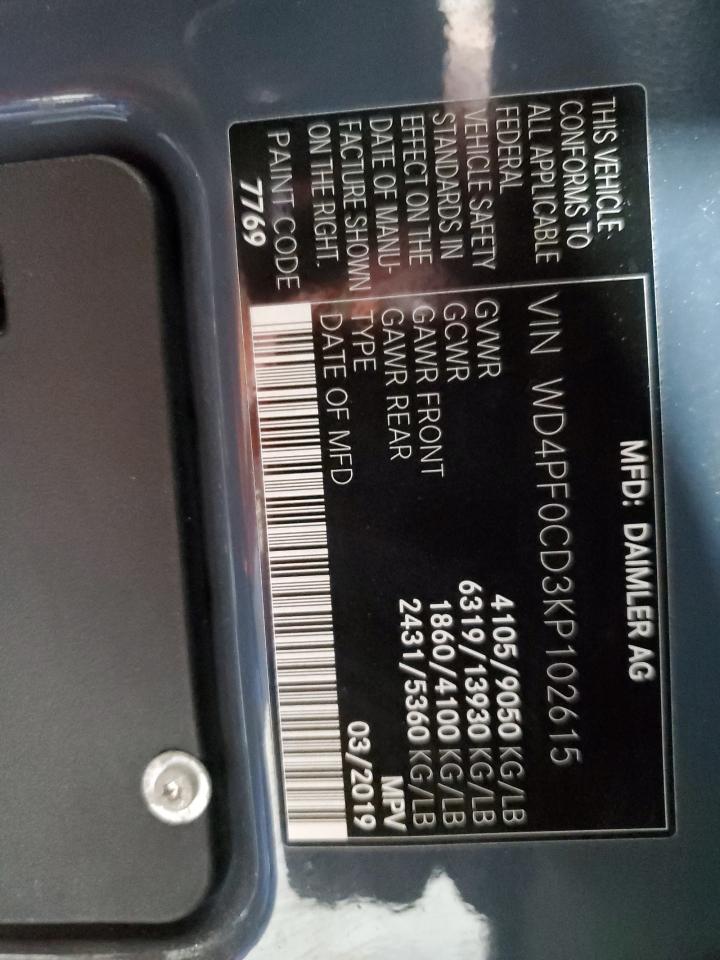 THIS VEHICLE
CONFORMS TO
ALL APPLICABLE
FEDERAL
VEHICLE SAFETY
STANDARDS IN
EFFECT ON THE
DATE OF MANU-
FACTURE SHOWN
ON THE RIGHT.
PAINT CODE
7769
MFD: DAIMLER AG
VIN WD4PF0CD3KP102615
GVWR 4105/9050 KG/LB
GCWR 6319/13930 KG/LB
GAWR FRONT 1860/4100 KG/LB
GAWR REAR 2431/5360 KG/LB
TYPE MPV
DATE OF MFD 03/2019